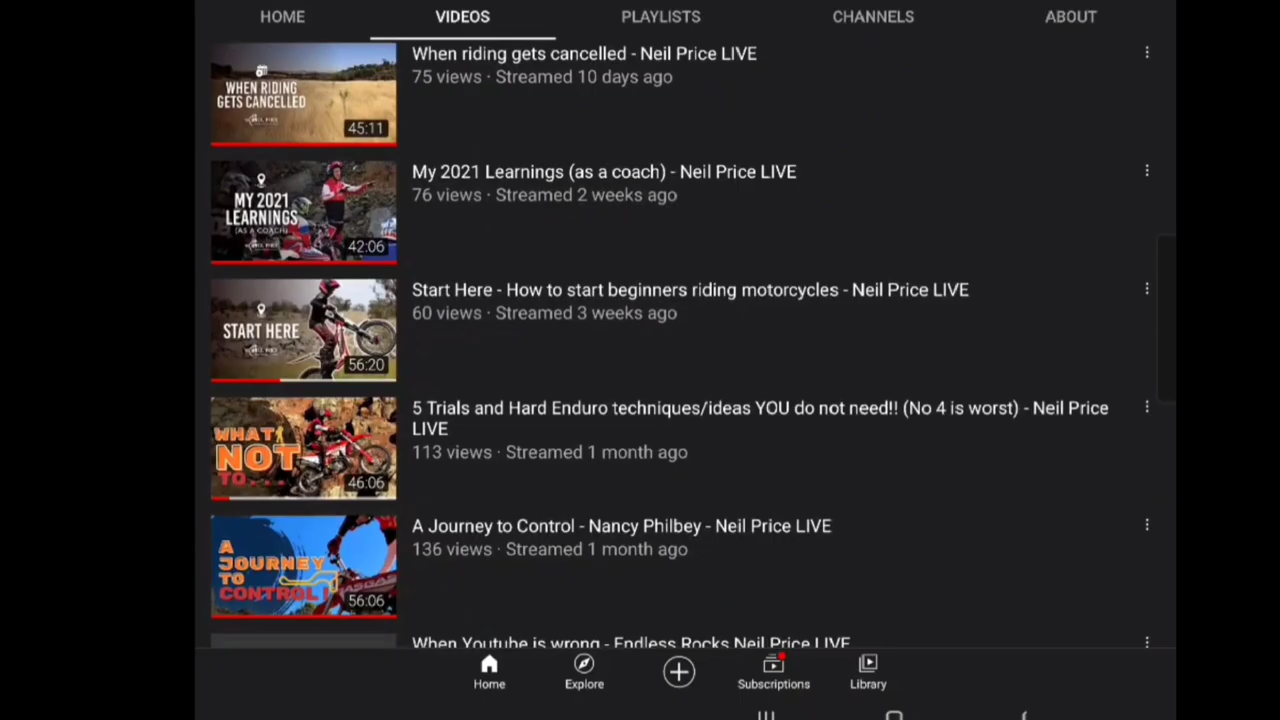 HOME VIDEOS PLAYLISTS CHANNELS ABOUT
When riding gets cancelled - Neil Price LIVE
75 views · Streamed 10 days ago
WHEN RIDING
GETS CANCELLED
45:11
My 2021 Learnings (as a coach) - Neil Price LIVE
76 views · Streamed 2 weeks ago
MY 2021
LEARNINGS
(AS A COACH)
42:06
Start Here - How to start beginners riding motorcycles - Neil Price LIVE
60 views · Streamed 3 weeks ago
START HERE
56:20
5 Trials and Hard Enduro techniques/ideas YOU do not need!! (No 4 is worst) - Neil Price
LIVE
113 views · Streamed 1 month ago
WHAT
NOT
TO...
46:06
A Journey to Control - Nancy Philbey - Neil Price LIVE
136 views · Streamed 1 month ago
A
JOURNEY
TO
CONTROL!
GASGAS
56:06
When Youtube is wrong - Endless Rocks Neil Price LIVE
Home Explore Subscriptions Library